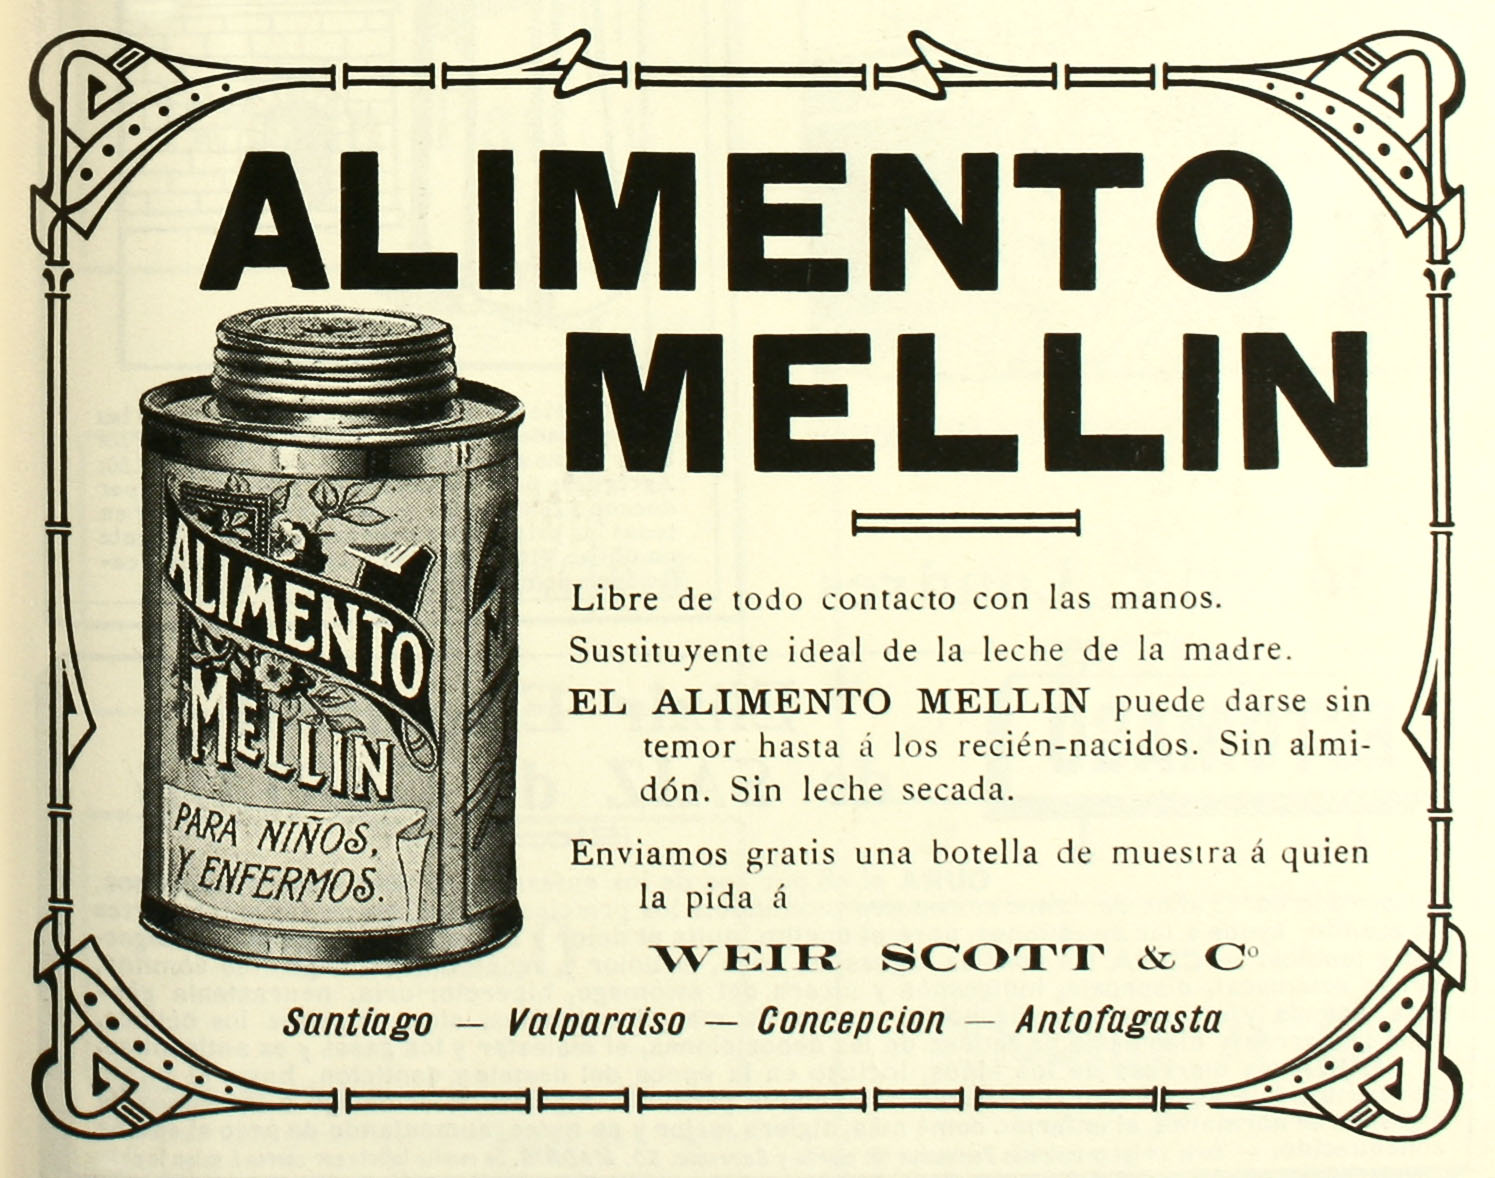 ALIMENTO
MELLIN
ALIMENTO
MELLIN
PARA NIÑOS,
Y ENFERMOS.
Libre de todo contacto con las manos.
Sustituyente ideal de la leche de la madre.
EL ALIMENTO MELLIN puede darse sin
temor hasta á los recién-nacidos. Sin almi-
dón. Sin leche secada.
Enviamos gratis una botella de muestra á quien
la pida á
WEIR SCOTT & Cº
Santiago — Valparaiso — Concepcion — Antofagasta